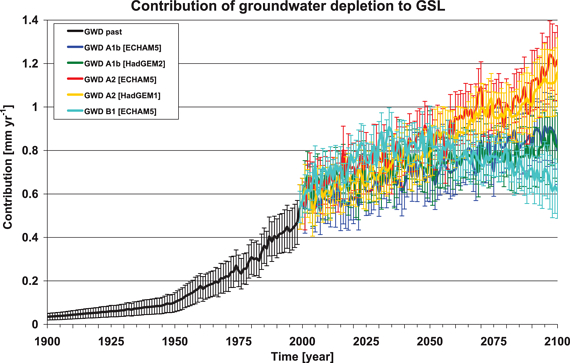 Contribution of groundwater depletion to GSL
1.4
1.2
1
0.8
0.6
0.4
0.2
0
Contribution [mm yr-1]
GWD past
GWD A1b [ECHAM5]
GWD A1b [HadGEM2]
GWD A2 [ECHAM5]
GWD A2 [HadGEM1]
GWD B1 [ECHAM5]
1900 1925 1950 1975 2000 2025 2050 2075 2100
Time [year]